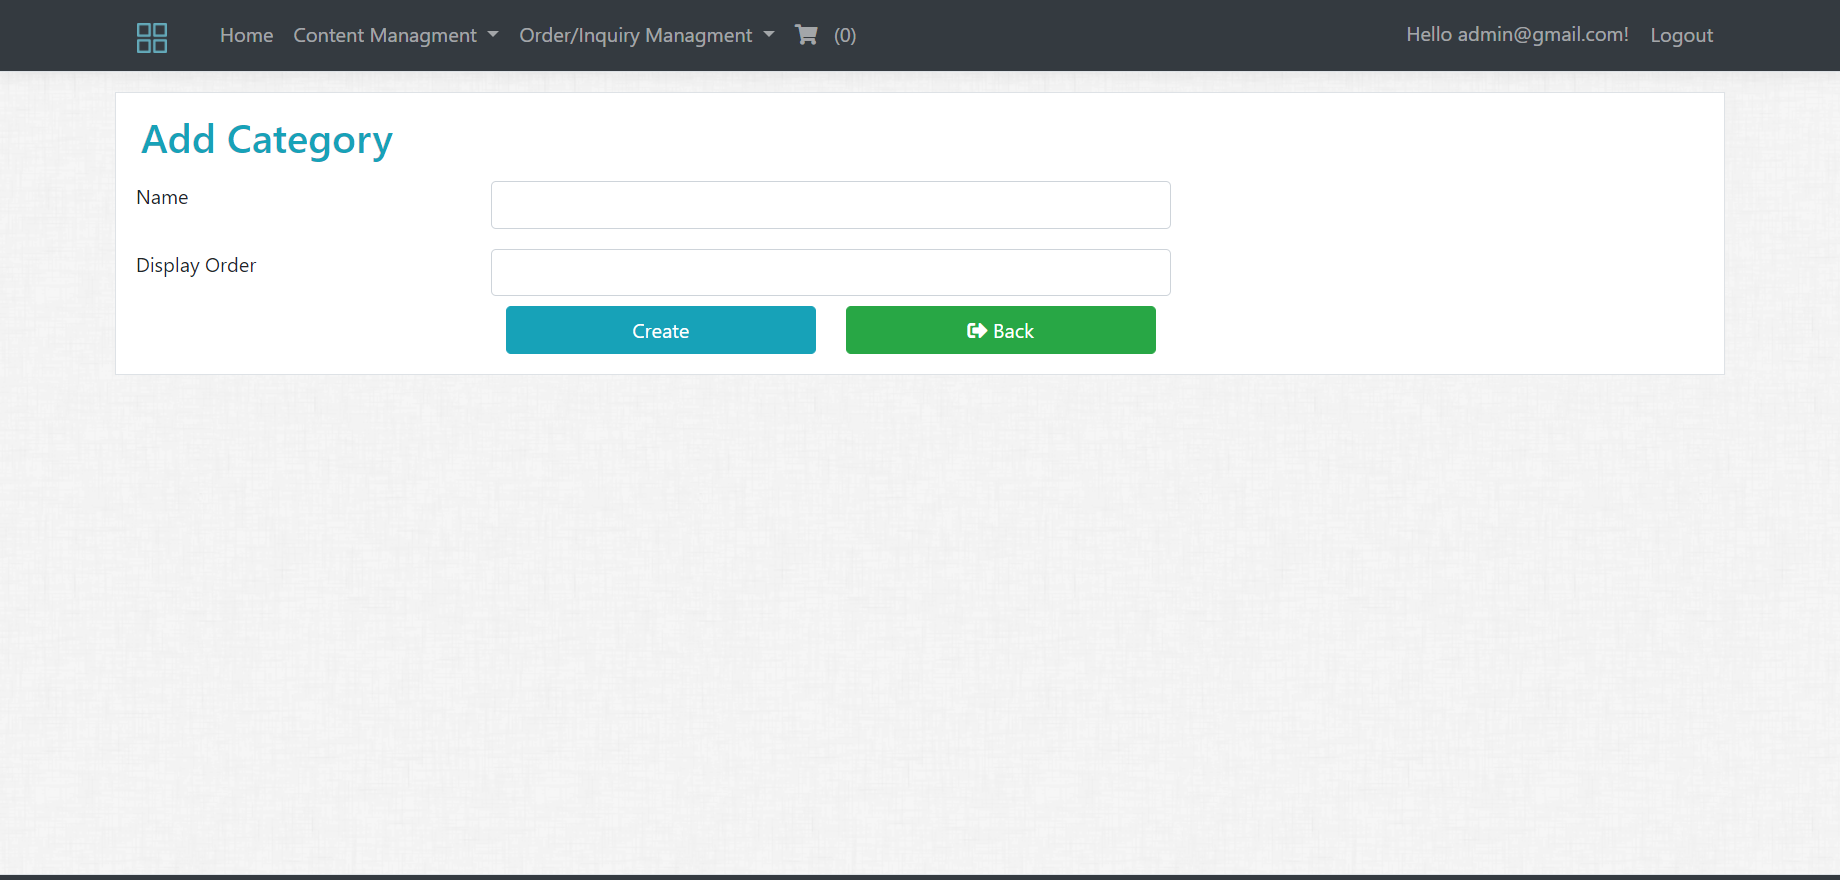 Home Content Managment Order/Inquiry Managment (0) Hello admin@gmail.com! Logout
Add Category
Name
Display Order
Create Back